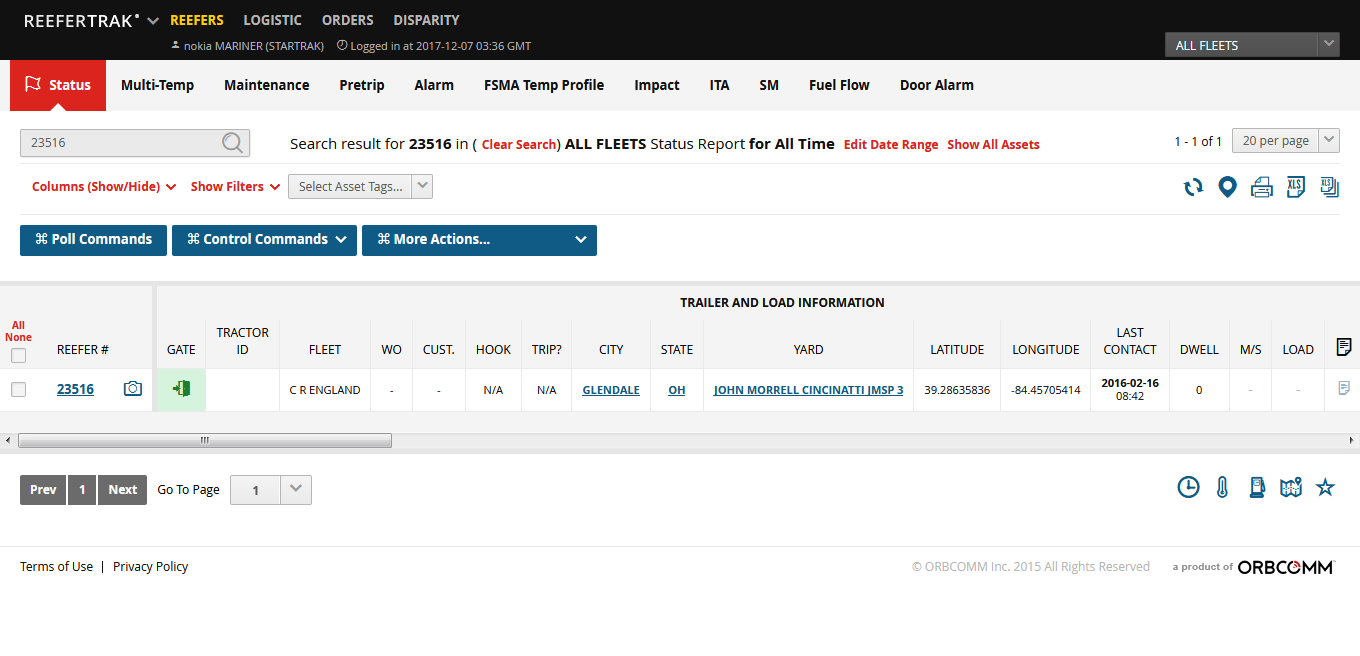 REEFERTRAK REEFERS LOGISTIC ORDERS DISPARITY
nokia MARINER (STARTRAK) Logged in at 2017-12-07 03:36 GMT
ALL FLEETS
Status Multi-Temp Maintenance Pretrip Alarm FSMA Temp Profile Impact ITA SM Fuel Flow Door Alarm
23516 Search result for 23516 in ( Clear Search) ALL FLEETS Status Report for All Time Edit Date Range Show All Assets 1 - 1 of 1 20 per page
Columns (Show/Hide) Show Filters Select Asset Tags... XLS XLS
⌘ Poll Commands ⌘ Control Commands ⌘ More Actions...
TRAILER AND LOAD INFORMATION
All
None
REEFER # GATE TRACTOR ID FLEET WO CUST. HOOK TRIP? CITY STATE YARD LATITUDE LONGITUDE LAST CONTACT DWELL M/S LOAD
23516 C R ENGLAND - - N/A N/A GLENDALE OH JOHN MORRELL CINCINATTI JMSP 3 39.28635836 -84.45705414 2016-02-16 08:42 0 - -
Prev 1 Next Go To Page 1
Terms of Use | Privacy Policy © ORBCOMM Inc. 2015 All Rights Reserved a product of ORBCOMM